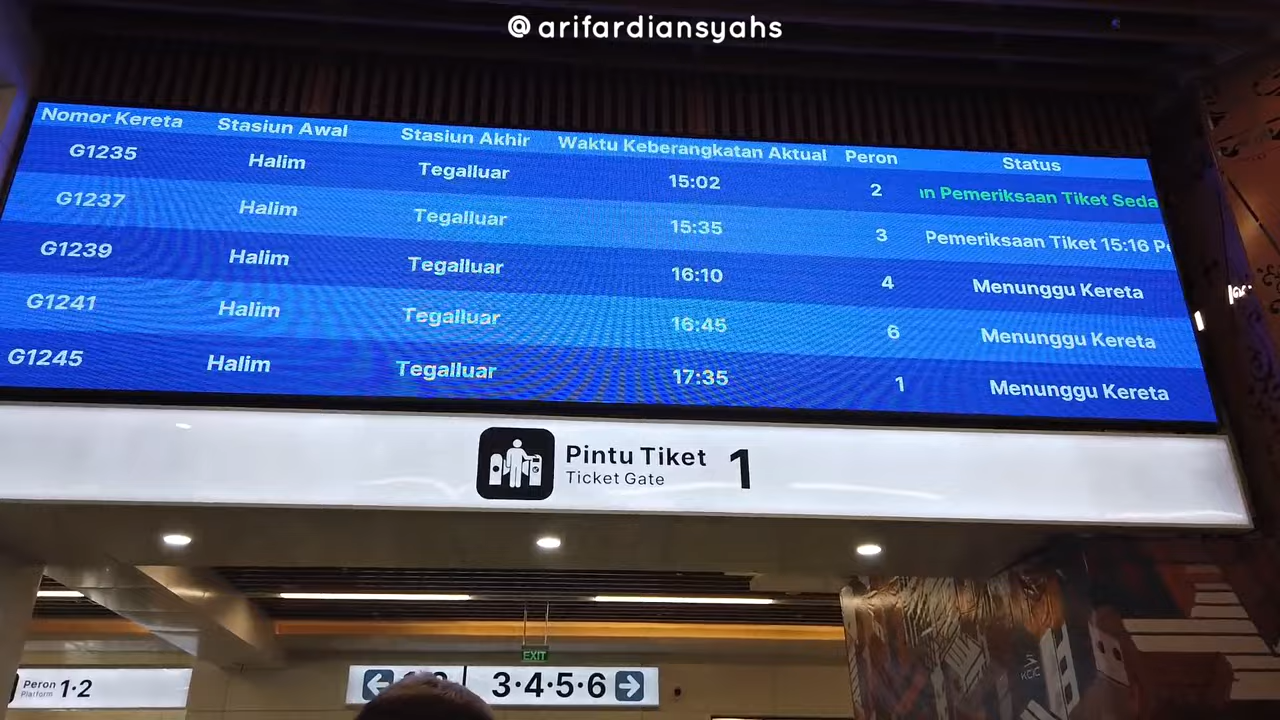 @arifardiansyahs
Nomor Kereta Stasiun Awal Stasiun Akhir Waktu Keberangkatan Aktual Peron Status
G1235 Halim Tegalluar 15:02 2 Pemeriksaan Tiket
G1237 Halim Tegalluar 15:35 3 Pemeriksaan Tiket 15:16
G1239 Halim Tegalluar 16:10 4 Menunggu Kereta
G1241 Halim Tegalluar 16:45 6 Menunggu Kereta
G1245 Halim Tegalluar 17:35 1 Menunggu Kereta
Pintu Tiket 1
Ticket Gate
EXIT
Peron 1·2
Platform
3·4·5·6